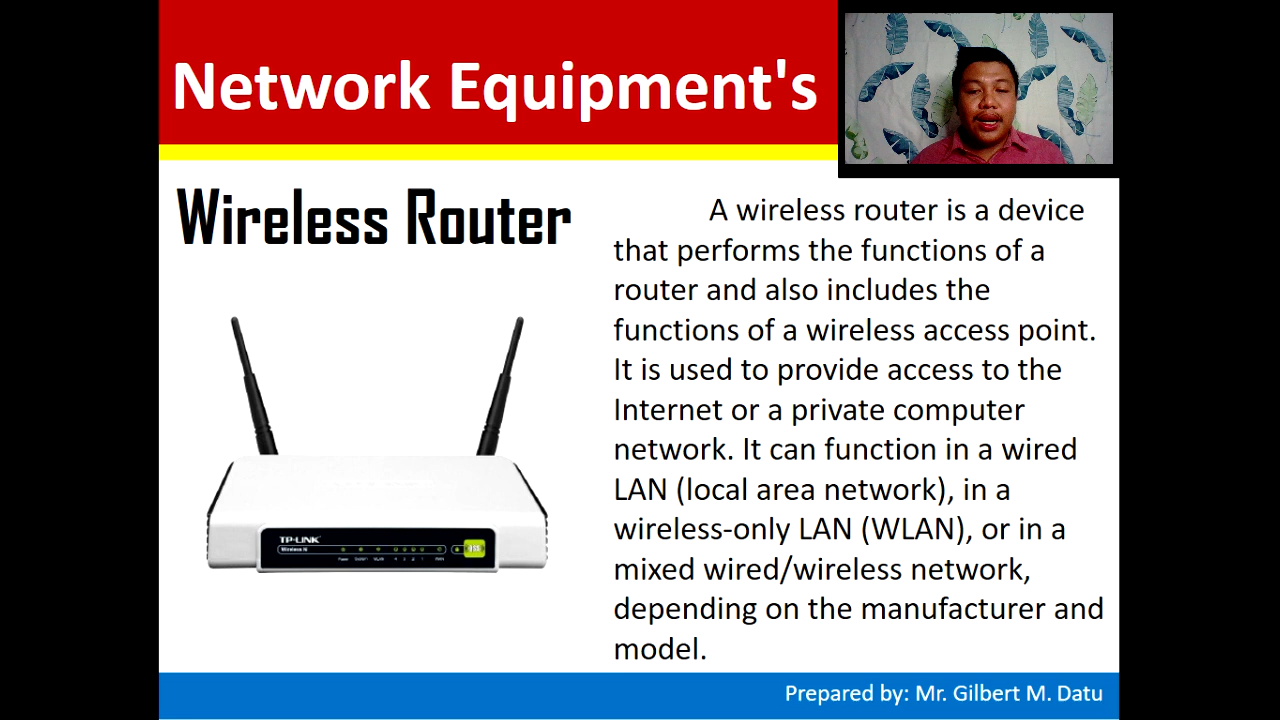 Network Equipment's
Wireless Router
A wireless router is a device
that performs the functions of a
router and also includes the
functions of a wireless access point.
It is used to provide access to the
Internet or a private computer
network. It can function in a wired
LAN (local area network), in a
wireless-only LAN (WLAN), or in a
mixed wired/wireless network,
depending on the manufacturer and
model.
TP-LINK
Wireless N
Prepared by: Mr. Gilbert M. Datu